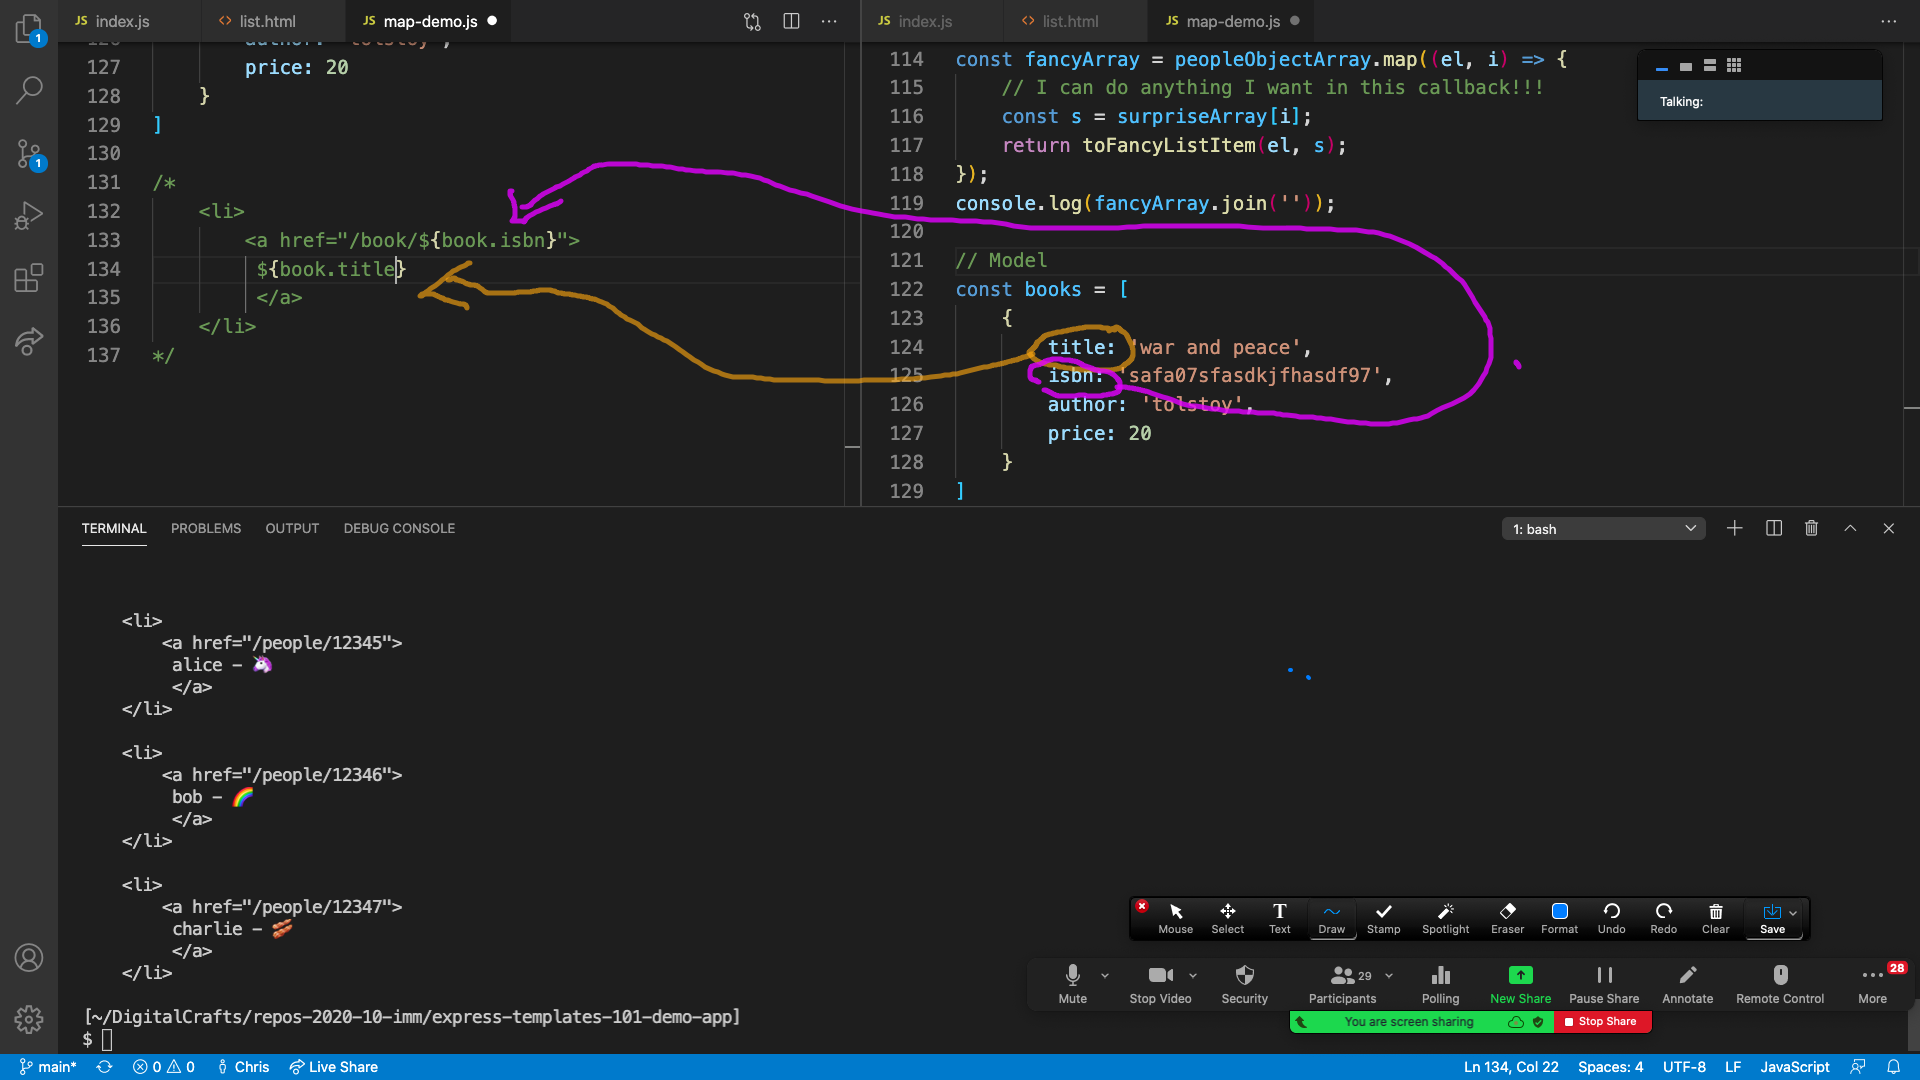 JS index.js <> list.html JS map-demo.js
JS index.js <> list.html JS map-demo.js
127 price: 20
128 }
129 ]
130
131 /*
132 <li>
133 <a href="/book/${book.isbn}">
134 ${book.title}
135 </a>
136 </li>
137 */
114 const fancyArray = peopleObjectArray.map((el, i) => {
115 // I can do anything I want in this callback!!!
116 const s = surpriseArray[i];
117 return toFancyListItem(el, s);
118 });
119 console.log(fancyArray.join(''));
120
121 // Model
122 const books = [
123 {
124 title: 'war and peace',
125 isbn: 'safa07sfasdkjfhasdf97',
126 author: 'tolstoy',
127 price: 20
128 }
129 ]
Talking:
1
1
TERMINAL PROBLEMS OUTPUT DEBUG CONSOLE
1: bash
<li>
<a href="/people/12345">
alice - 🦄
</a>
</li>
<li>
<a href="/people/12346">
bob - 🌈
</a>
</li>
<li>
<a href="/people/12347">
charlie - 🥓
</a>
</li>
[~/DigitalCrafts/repos-2020-10-imm/express-templates-101-demo-app]
$
Mouse Select Text Draw Stamp Spotlight Eraser Format Undo Redo Clear Save
29 28
Mute Stop Video Security Participants Polling New Share Pause Share Annotate Remote Control More
You are screen sharing Stop Share
main* 0 0 Chris Live Share Ln 134, Col 22 Spaces: 4 UTF-8 LF JavaScript